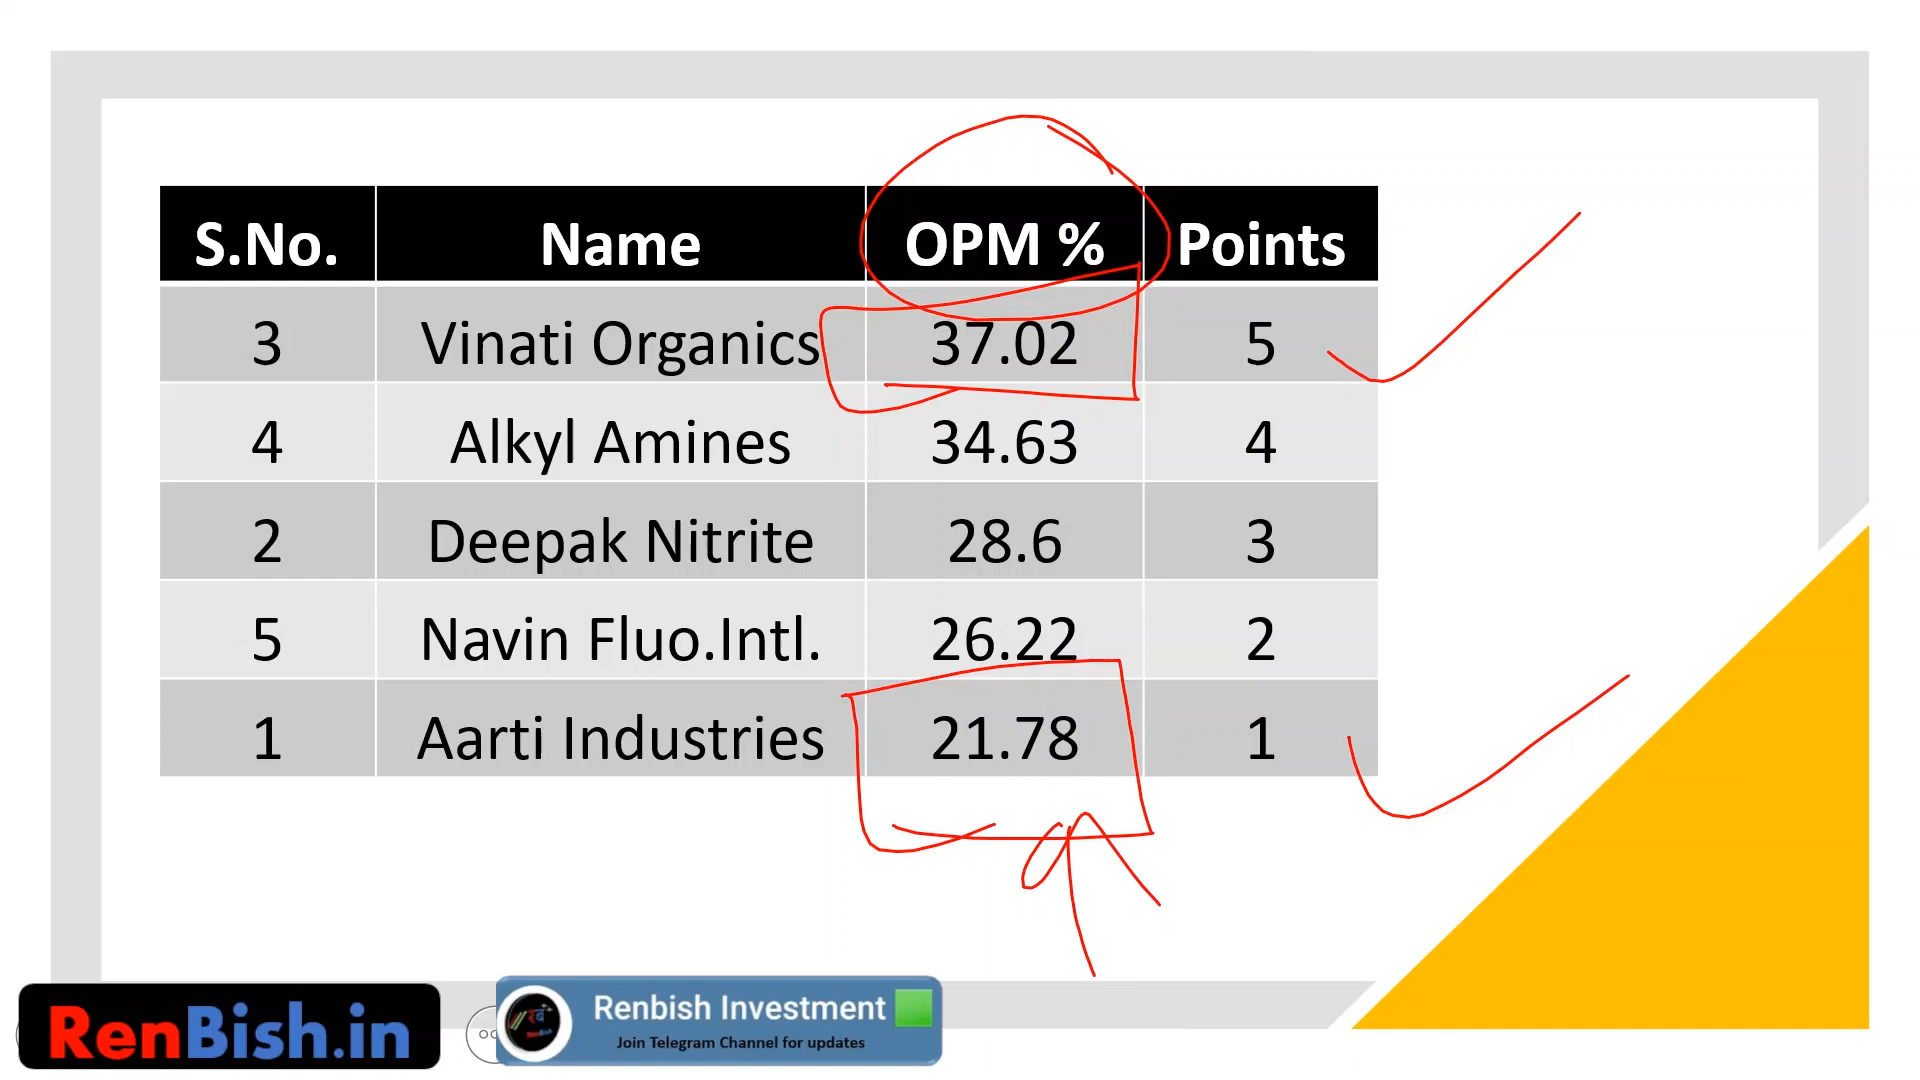 S.No. Name OPM % Points
3 Vinati Organics 37.02 5
4 Alkyl Amines 34.63 4
2 Deepak Nitrite 28.6 3
5 Navin Fluo.Intl. 26.22 2
1 Aarti Industries 21.78 1
RenBish.in
Renbish Investment
Join Telegram Channel for updates